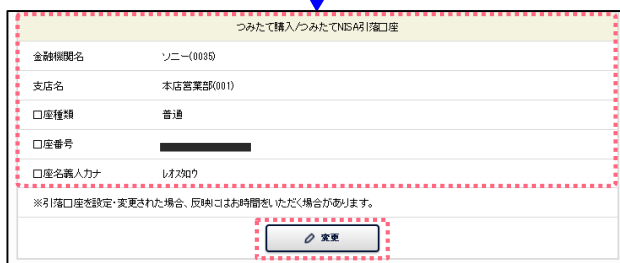 つみたて購入/つみたてNISA引落口座
金融機関名 ソニー(0035)
支店名 本店営業部(001)
口座種類 普通
口座番号
口座名義人カナ レオスタロウ
※引落口座を設定・変更された場合、反映にはお時間をいただく場合があります。
変更